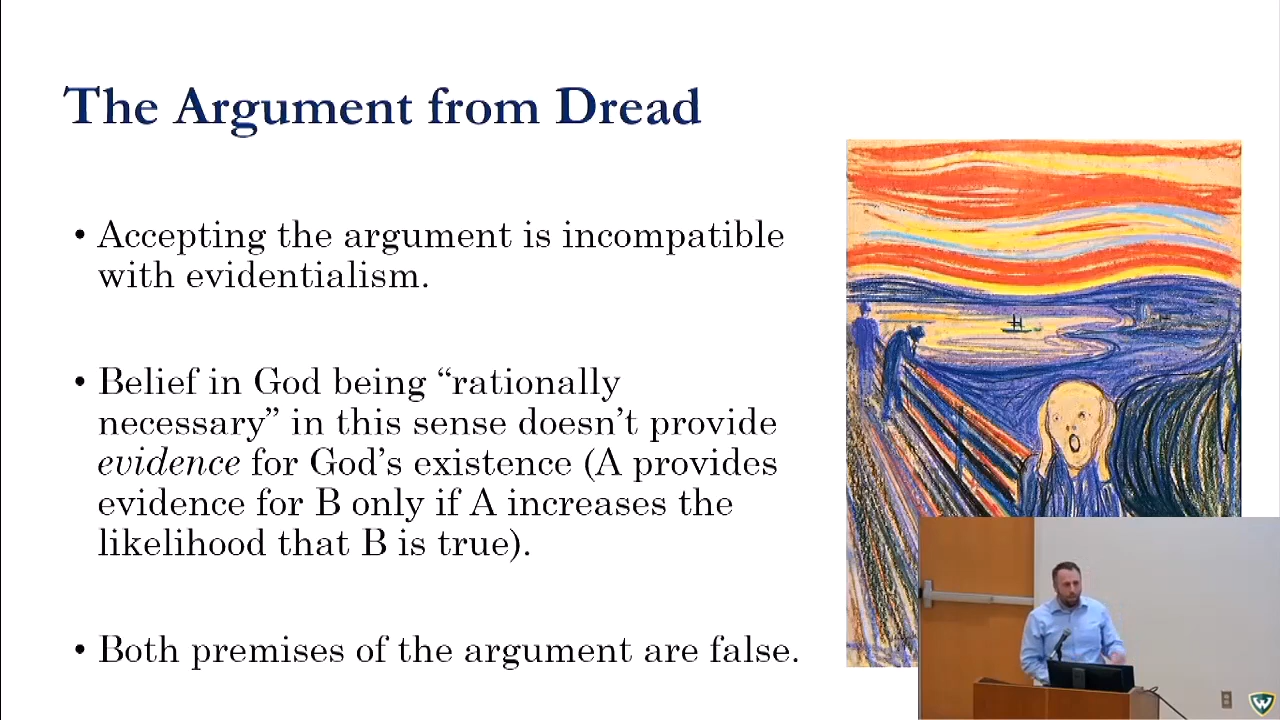 The Argument from Dread
• Accepting the argument is incompatible
with evidentialism.
• Belief in God being “rationally
necessary” in this sense doesn’t provide
evidence for God’s existence (A provides
evidence for B only if A increases the
likelihood that B is true).
• Both premises of the argument are false.
W